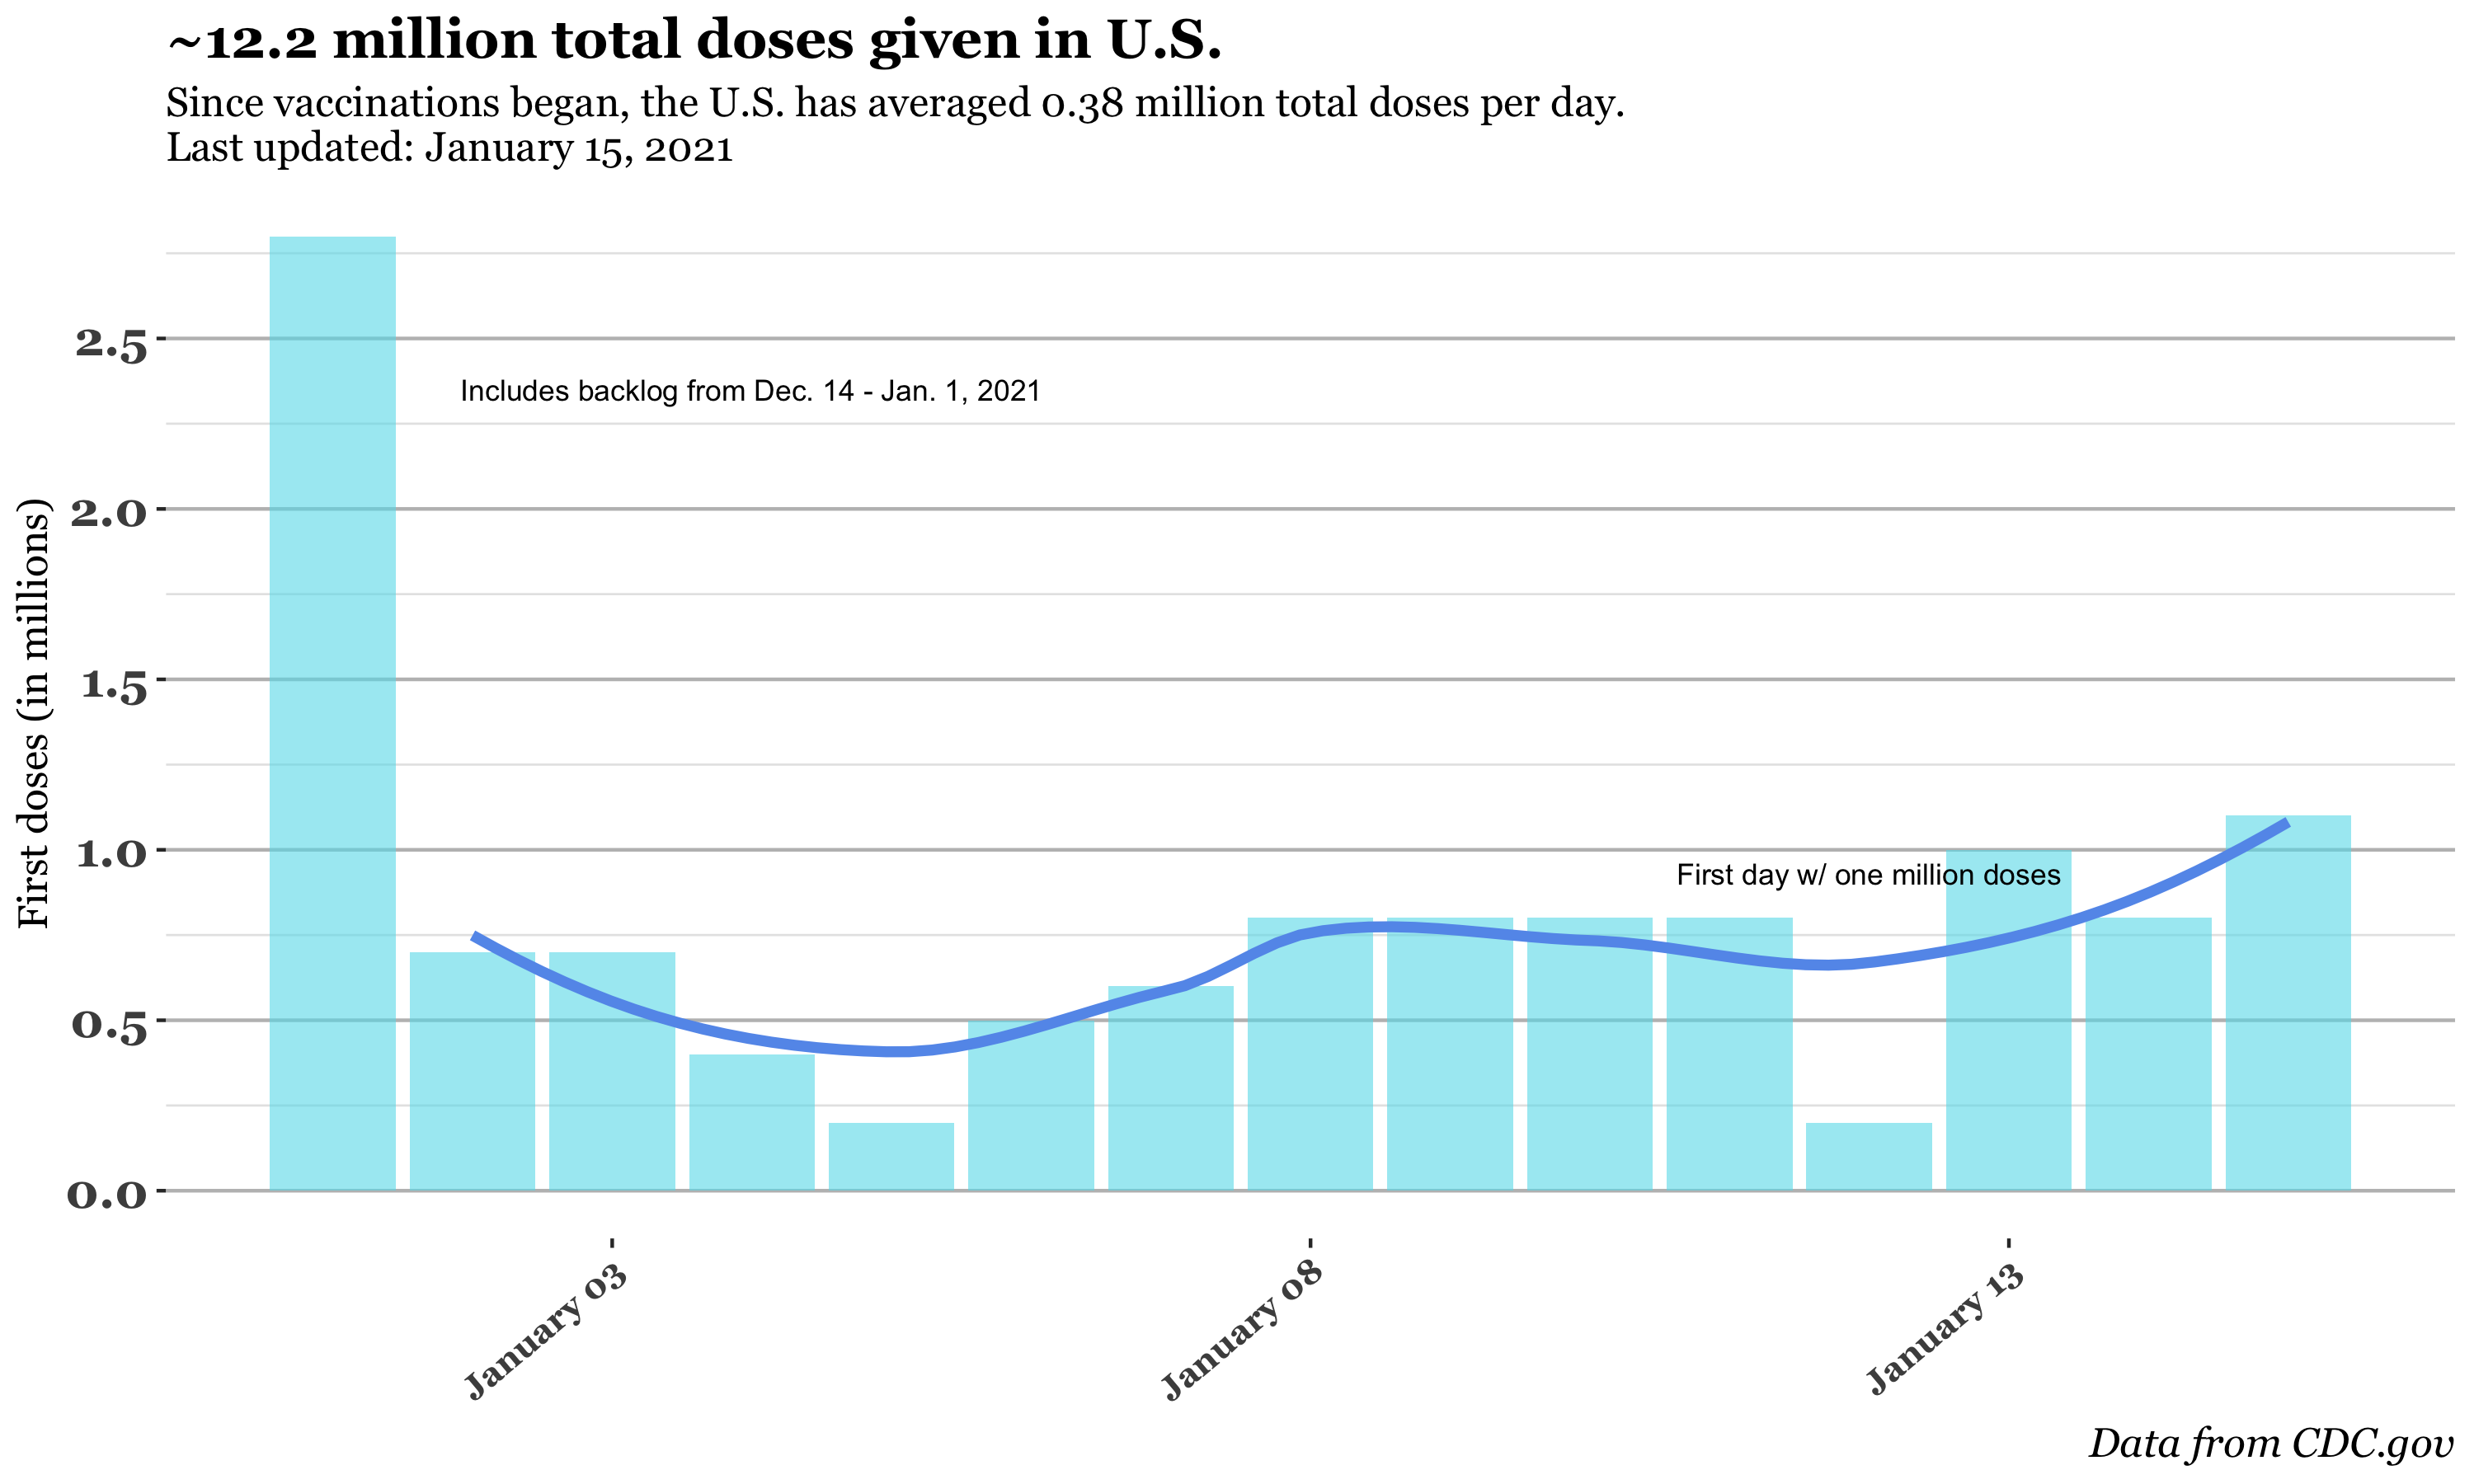 ~12.2 million total doses given in U.S.
Since vaccinations began, the U.S. has averaged 0.38 million total doses per day.
Last updated: January 15, 2021
First doses (in millions)
2.5
2.0
1.5
1.0
0.5
0.0
Includes backlog from Dec. 14 - Jan. 1, 2021
First day w/ one million doses
January 03
January 08
January 13
Data from CDC.gov